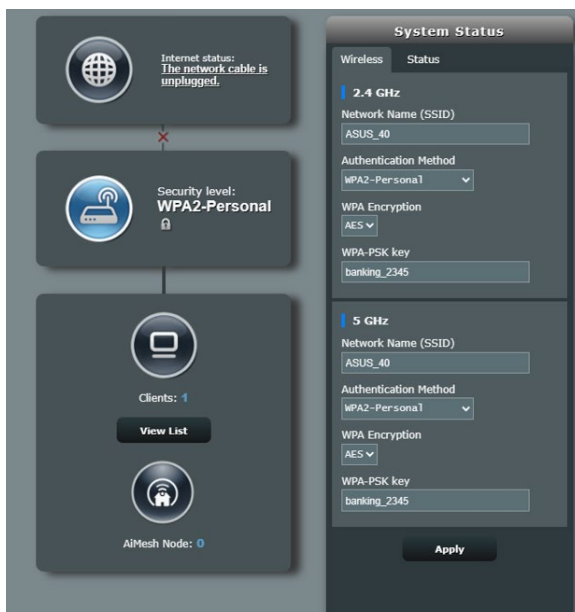 Internet status:
The network cable is
unplugged.
Security level:
WPA2-Personal
Clients: 1
View List
AiMesh Node: 0
System Status
Wireless Status
2.4 GHz
Network Name (SSID)
ASUS_40
Authentication Method
WPA2-Personal
WPA Encryption
AES
WPA-PSK key
banking_2345
5 GHz
Network Name (SSID)
ASUS_40
Authentication Method
WPA2-Personal
WPA Encryption
AES
WPA-PSK key
banking_2345
Apply